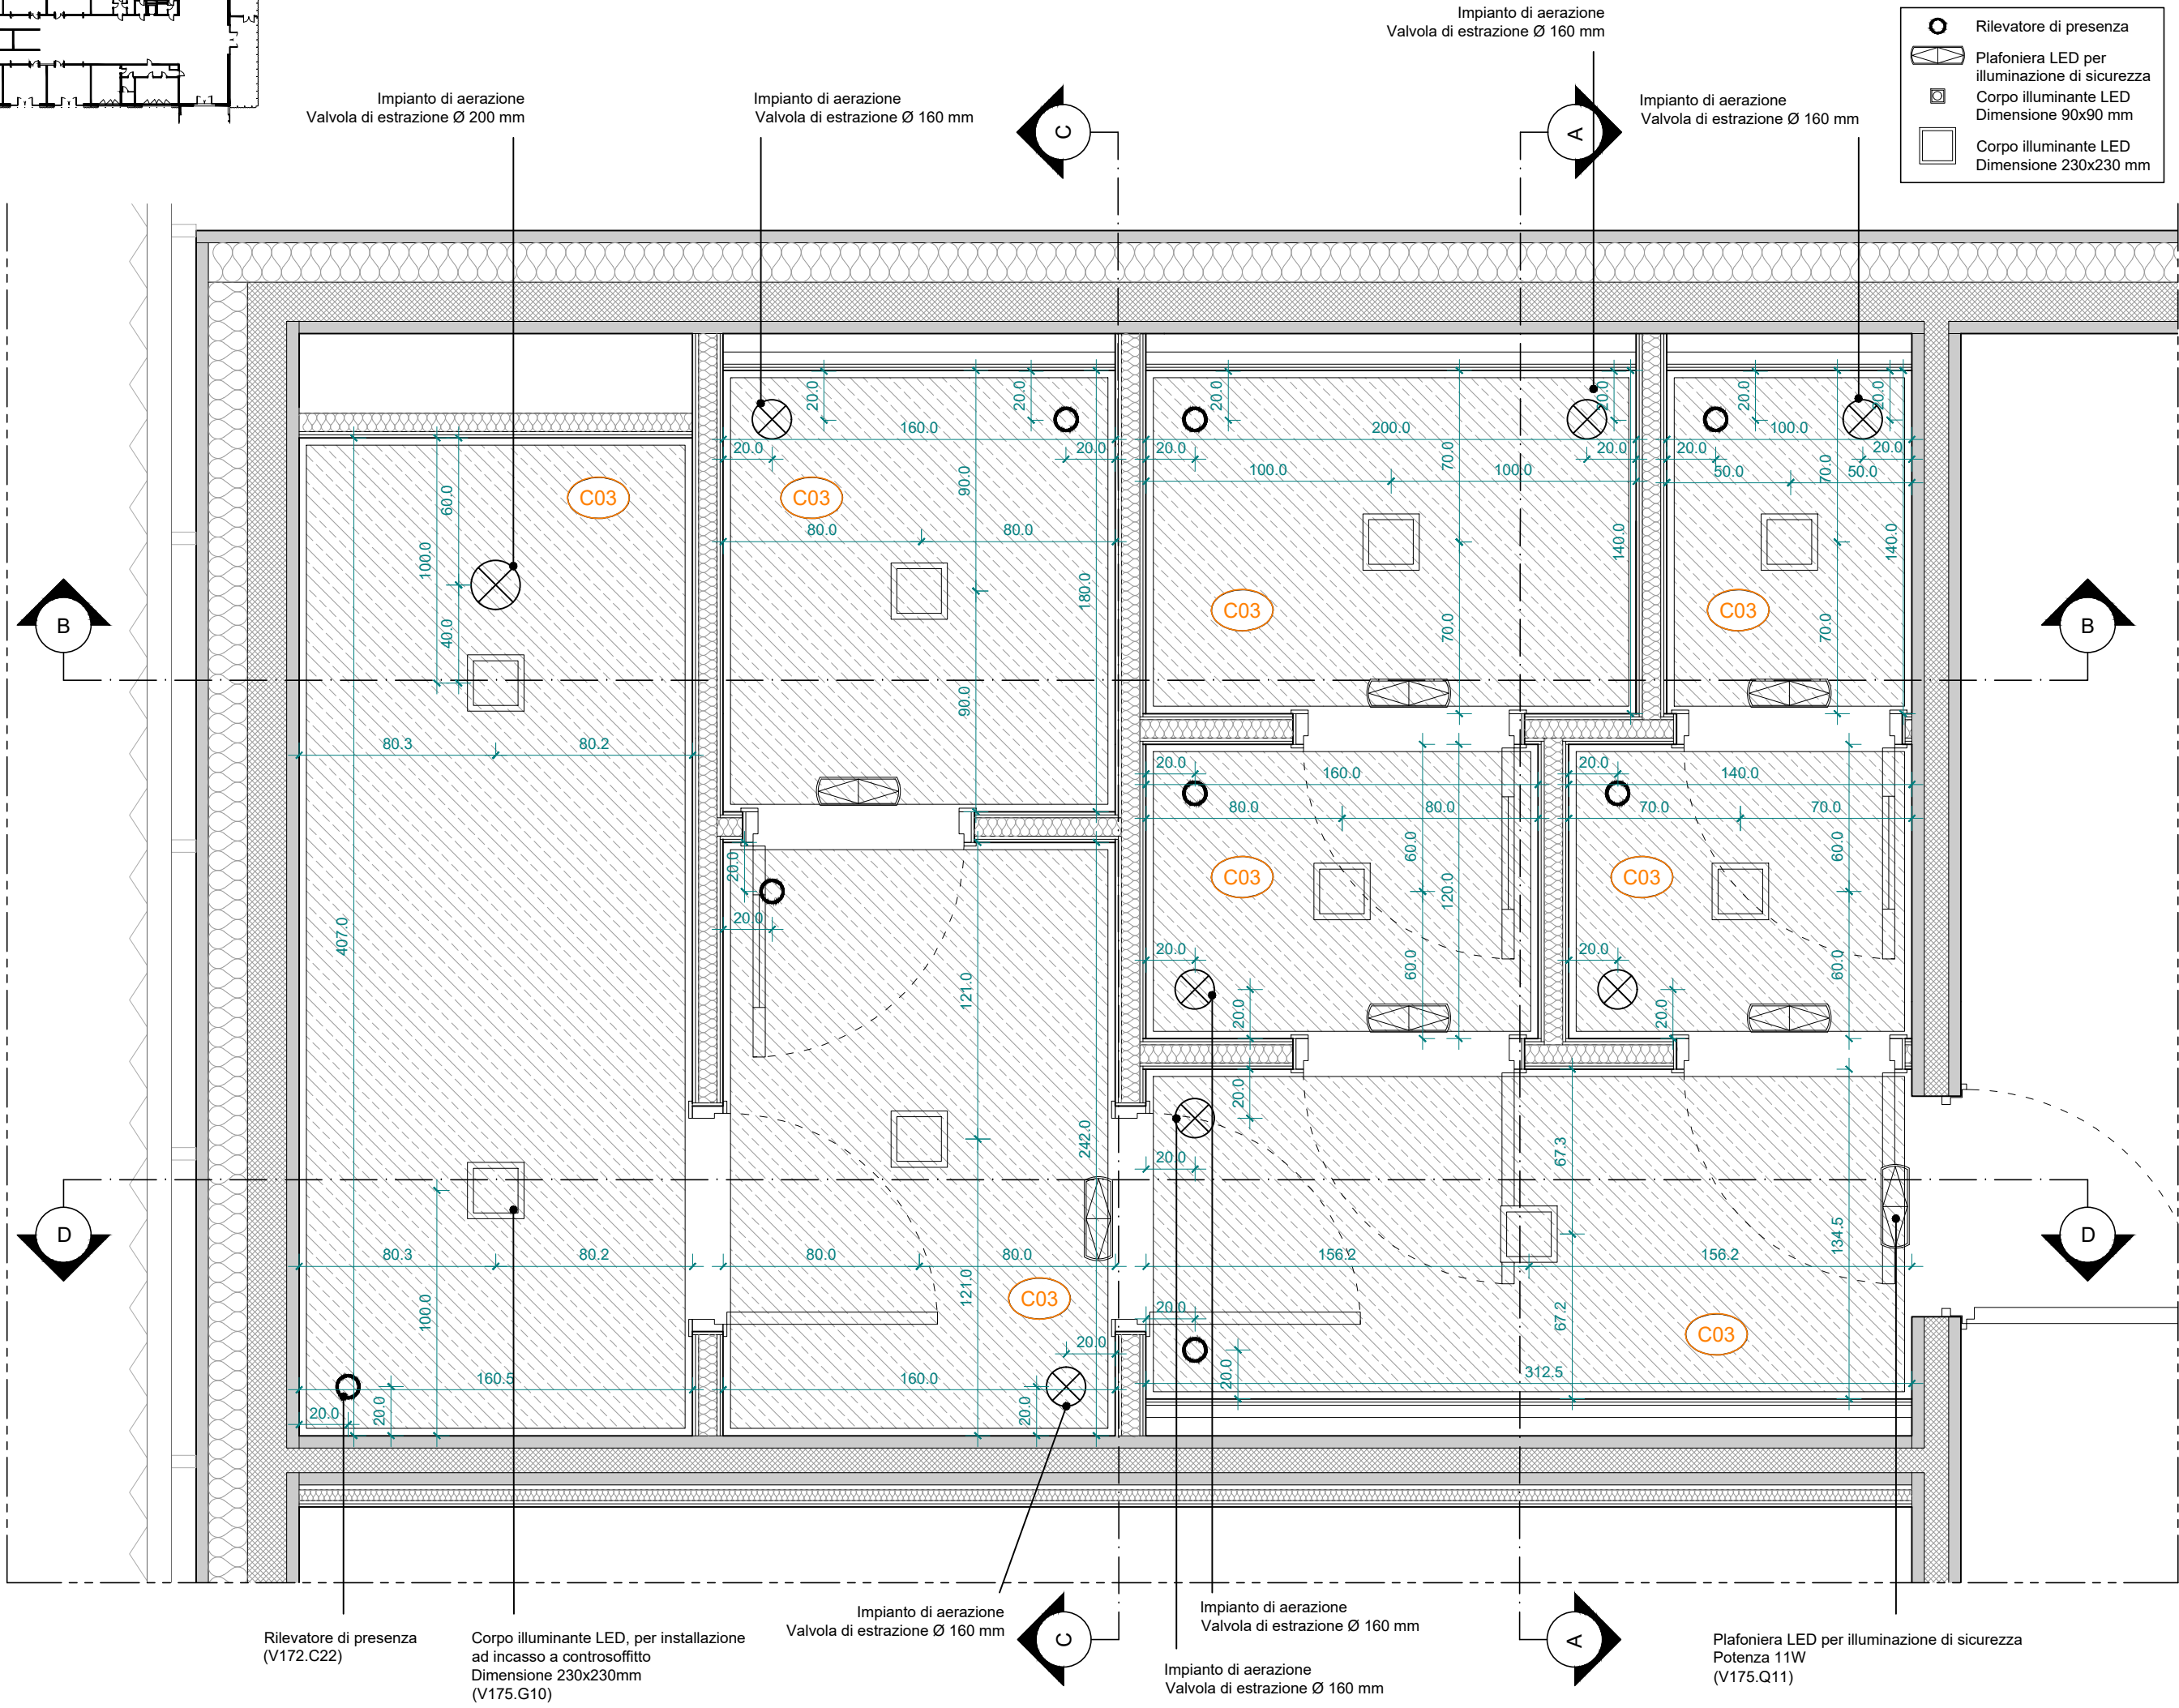 Impianto di aerazione
Valvola di estrazione Ø 160 mm
Rilevatore di presenza
Plafoniera LED per
illuminazione di sicurezza
Corpo illuminante LED
Dimensione 90x90 mm
Corpo illuminante LED
Dimensione 230x230 mm
Impianto di aerazione
Valvola di estrazione Ø 200 mm
Impianto di aerazione
Valvola di estrazione Ø 160 mm
C
A
Impianto di aerazione
Valvola di estrazione Ø 160 mm
20.0 20.0 20.0 20.0 20.0 20.0
160.0 200.0 100.0
20.0 20.0 20.0 20.0 20.0 20.0
90.0 100.0 70.0 100.0 50.0 70.0 50.0
60.0 C03 C03
100.0 80.0 80.0 140.0 140.0
180.0
B 40.0 C03 70.0 C03 70.0 B
90.0
80.3 80.2
20.0 160.0 20.0 140.0
80.0 80.0 70.0 70.0
20.0 60.0 60.0
C03 120.0 C03
20.0
407.0
20.0 60.0 20.0 60.0
121.0 20.0 20.0
20.0
242.0 67.3
20.0
D 134.5 D
80.3 80.2 80.0 80.0 156.2 156.2
121.0 C03
100.0 20.0 67.2 C03
20.0
160.5 160.0 20.0 312.5
20.0 20.0 20.0
Rilevatore di presenza
(V172.C22)
Corpo illuminante LED, per installazione
ad incasso a controsoffitto
Dimensione 230x230mm
(V175.G10)
Impianto di aerazione
Valvola di estrazione Ø 160 mm
C
Impianto di aerazione
Valvola di estrazione Ø 160 mm
Impianto di aerazione
Valvola di estrazione Ø 160 mm
A
Plafoniera LED per illuminazione di sicurezza
Potenza 11W
(V175.Q11)